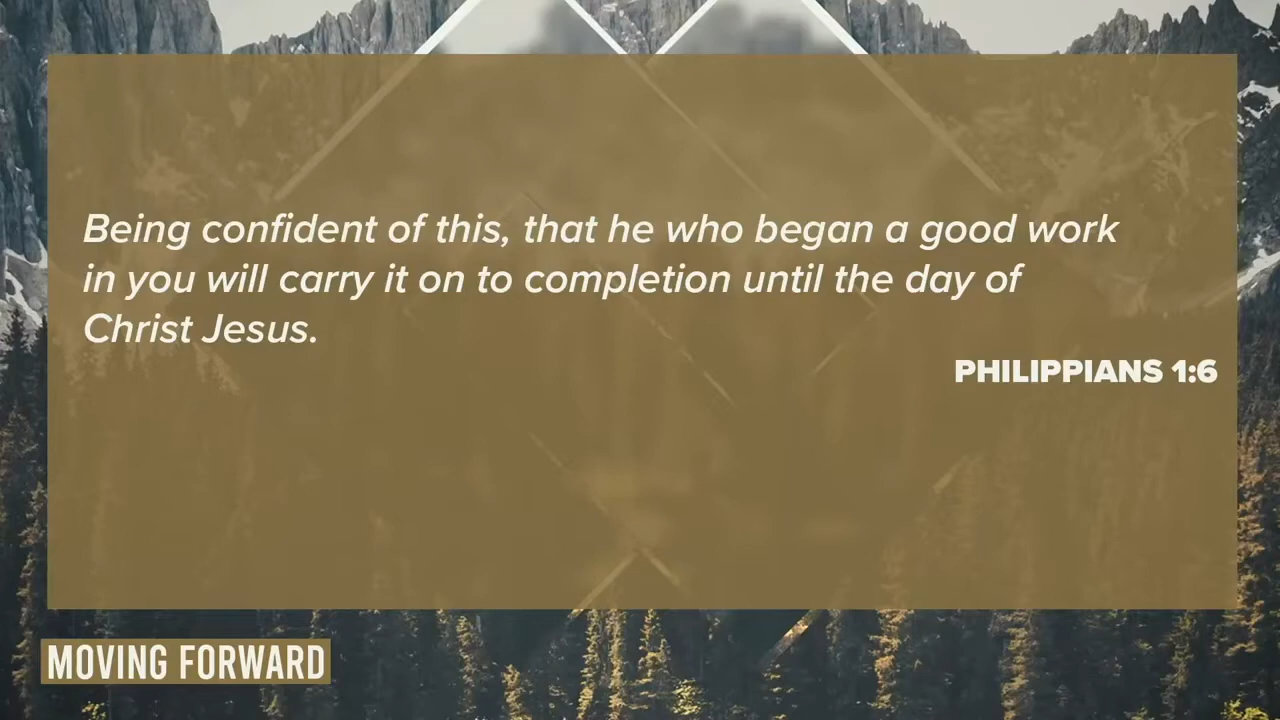 Being confident of this, that he who began a good work
in you will carry it on to completion until the day of
Christ Jesus.
PHILIPPIANS 1:6
MOVING FORWARD